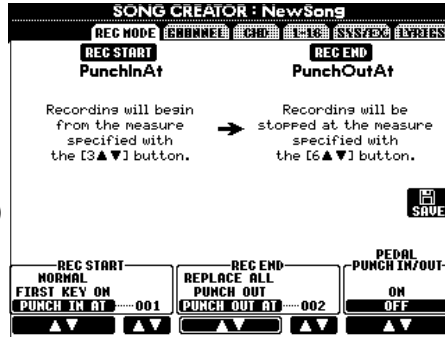 SONG CREATOR : NewSong
REC MODE CHANNEL CHD 1-16 SYS/EX. LYRICS
REC START REC END
PunchInAt PunchOutAt
Recording will begin
from the measure
specified with
the [3▲▼] button.
➔
Recording will be
stopped at the measure
specified with
the [6▲▼] button.
SAVE
REC START
NORMAL
FIRST KEY ON
PUNCH IN AT ······001
REC END
REPLACE ALL
PUNCH OUT
PUNCH OUT AT ······002
PEDAL
PUNCH IN/OUT
ON
OFF
▲▼ ▲▼ ▲▼ ▲▼ ▲▼